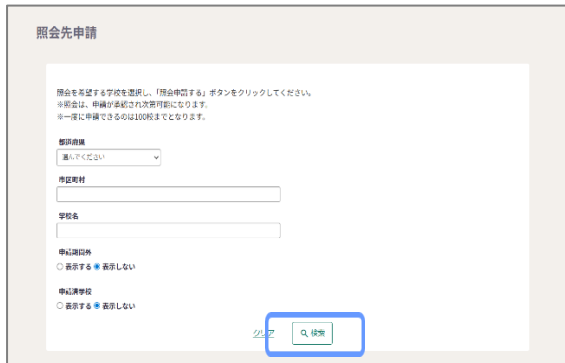 照会先申請
照会を希望する学校を選択し、「照会申請する」ボタンをクリックしてください。
※照会は、申請が承認され次第可能になります。
※一度に申請できるのは100校までとなります。
都道府県
選んでください
市区町村
学校名
申請期間外
表示する 表示しない
申請済学校
表示する 表示しない
クリア 検索